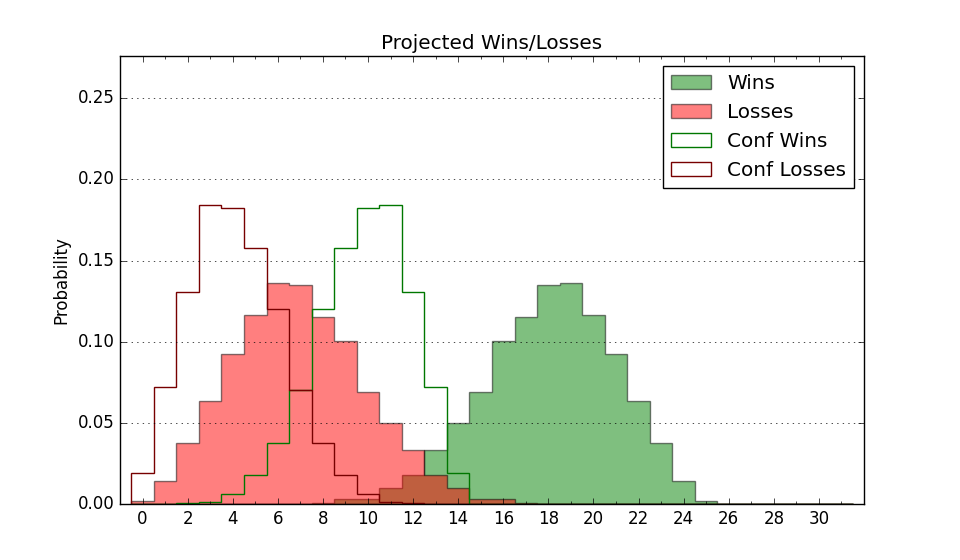 Projected Wins/Losses
Wins
Losses
Conf Wins
Conf Losses
0.25
0.20
0.15
0.10
0.05
0.00
Probability
0 2 4 6 8 10 12 14 16 18 20 22 24 26 28 30